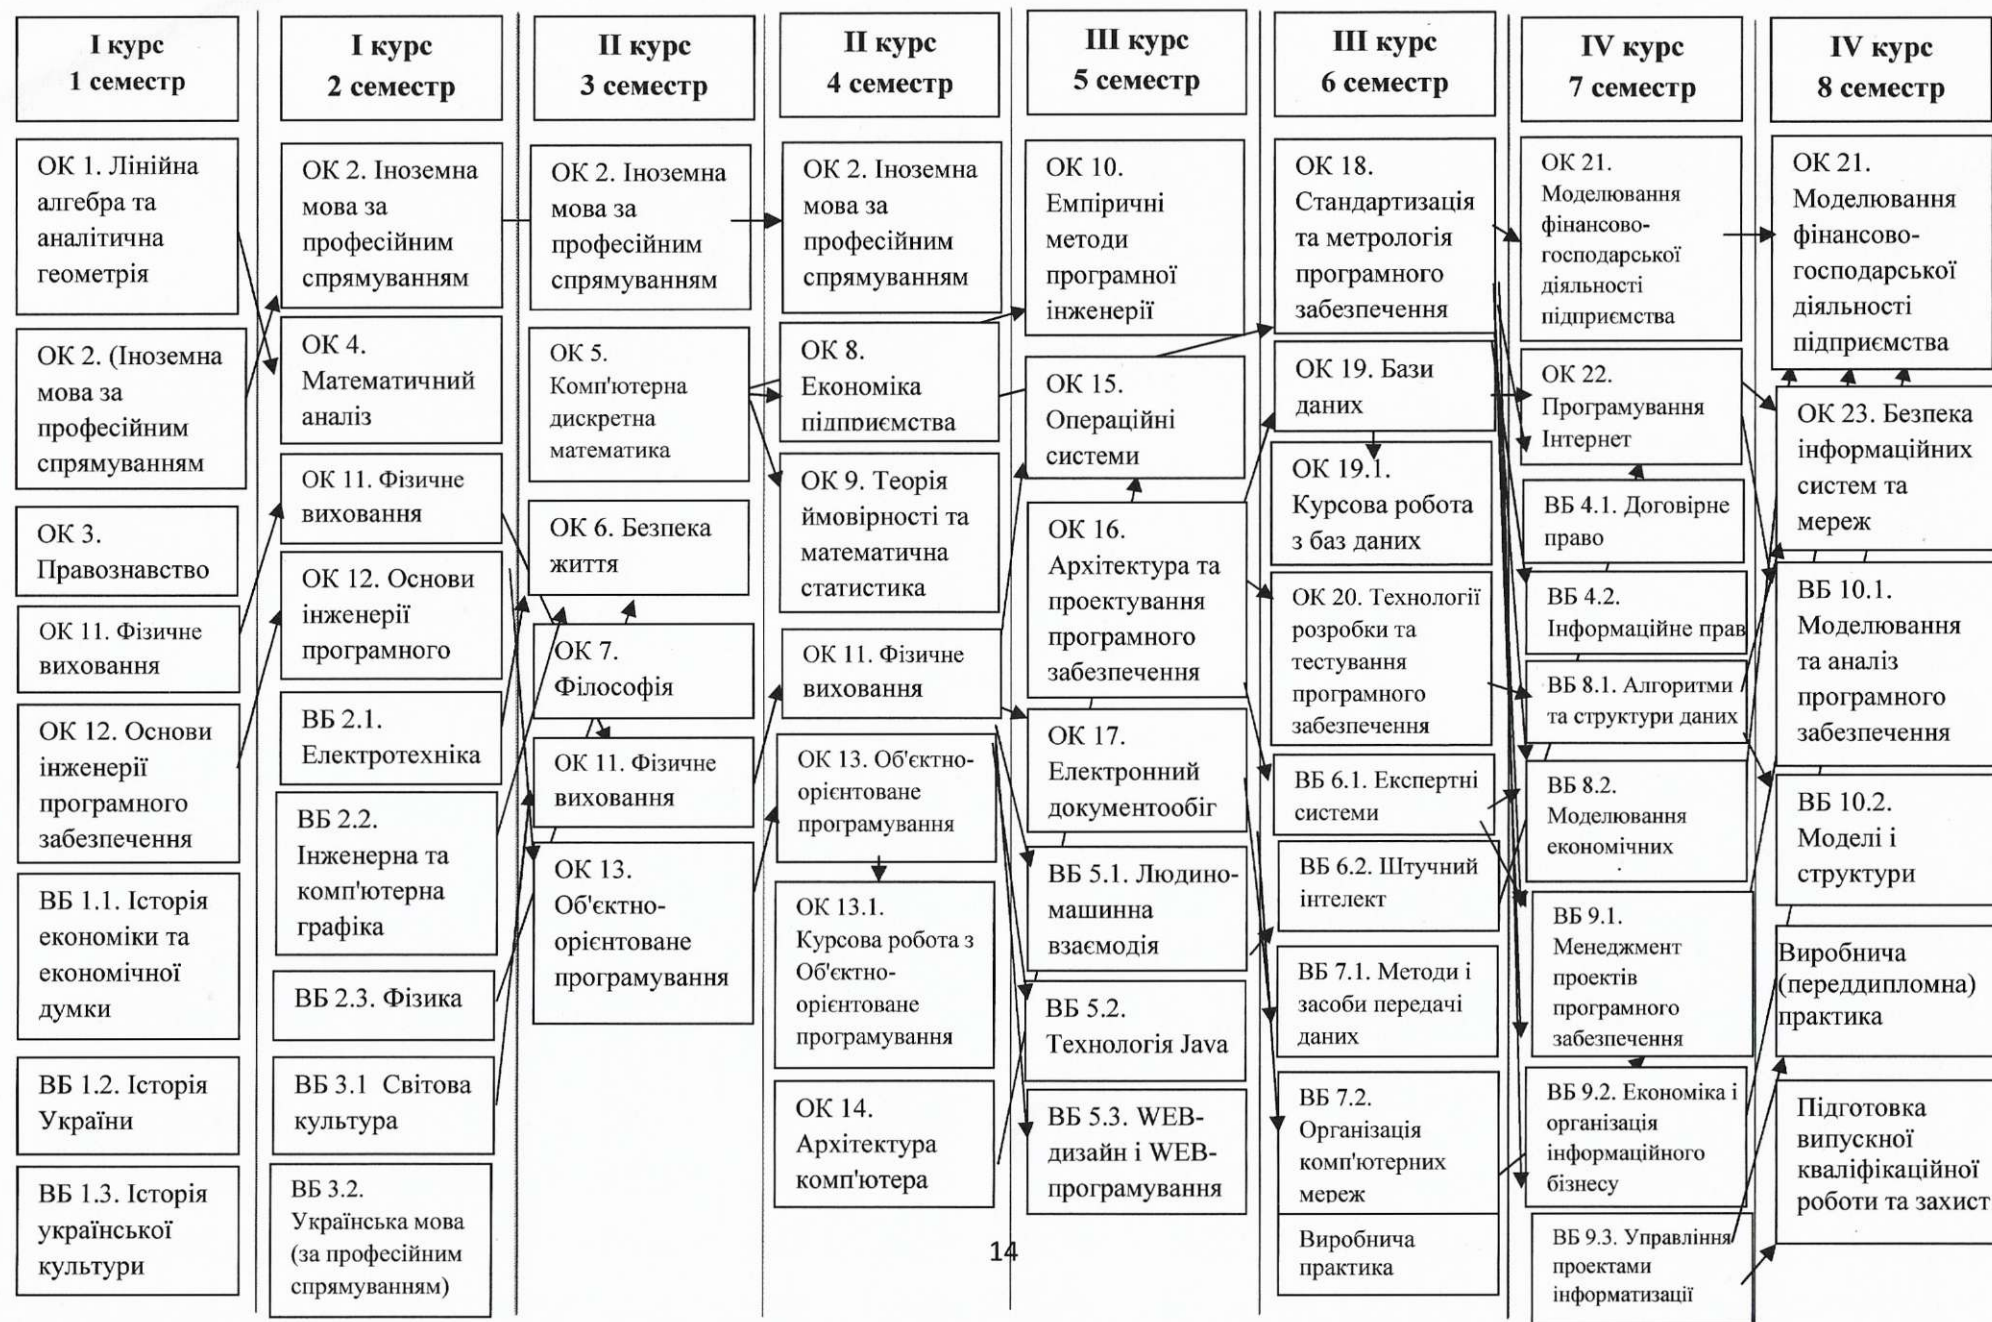 І курс
1 семестр
І курс
2 семестр
ІІ курс
3 семестр
ІІ курс
4 семестр
ІІІ курс
5 семестр
ІІІ курс
6 семестр
IV курс
7 семестр
IV курс
8 семестр
ОК 1. Лінійна
алгебра та
аналітична
геометрія
ОК 2. (Іноземна
мова за
професійним
спрямуванням
ОК 3.
Правознавство
ОК 11. Фізичне
виховання
ОК 12. Основи
інженерії
програмного
забезпечення
ВБ 1.1. Історія
економіки та
економічної
думки
ВБ 1.2. Історія
України
ВБ 1.3. Історія
української
культури
ОК 2. Іноземна
мова за
професійним
спрямуванням
ОК 4.
Математичний
аналіз
ОК 11. Фізичне
виховання
ОК 12. Основи
інженерії
програмного
ВБ 2.1.
Електротехніка
ВБ 2.2.
Інженерна та
комп'ютерна
графіка
ВБ 2.3. Фізика
ВБ 3.1 Світова
культура
ВБ 3.2.
Українська мова
(за професійним
спрямуванням)
ОК 2. Іноземна
мова за
професійним
спрямуванням
ОК 5.
Комп'ютерна
дискретна
математика
ОК 6. Безпека
життя
ОК 7.
Філософія
ОК 11. Фізичне
виховання
ОК 13.
Об'єктно-
орієнтоване
програмування
ОК 2. Іноземна
мова за
професійним
спрямуванням
ОК 8.
Економіка
підприємства
ОК 9. Теорія
ймовірності та
математична
статистика
ОК 11. Фізичне
виховання
ОК 13. Об'єктно-
орієнтоване
програмування
ОК 13.1.
Курсова робота з
Об'єктно-
орієнтоване
програмування
ОК 14.
Архітектура
комп'ютера
ОК 10.
Емпіричні
методи
програмної
інженерії
ОК 15.
Операційні
системи
ОК 16.
Архітектура та
проектування
програмного
забезпечення
ОК 17.
Електронний
документообіг
ВБ 5.1. Людино-
машинна
взаємодія
ВБ 5.2.
Технологія Java
ВБ 5.3. WEB-
дизайн і WEB-
програмування
ОК 18.
Стандартизація
та метрологія
програмного
забезпечення
ОК 19. Бази
даних
ОК 19.1.
Курсова робота
з баз даних
ОК 20. Технології
розробки та
тестування
програмного
забезпечення
ВБ 6.1. Експертні
системи
ВБ 6.2. Штучний
інтелект
ВБ 7.1. Методи і
засоби передачі
даних
ВБ 7.2.
Організація
комп'ютерних
мереж
Виробнича
практика
ОК 21.
Моделювання
фінансово-
господарської
діяльності
підприємства
ОК 22.
Програмування
Інтернет
ВБ 4.1. Договірне
право
ВБ 4.2.
Інформаційне прав
ВБ 8.1. Алгоритми
та структури даних
ВБ 8.2.
Моделювання
економічних
ВБ 9.1.
Менеджмент
проектів
програмного
забезпечення
ВБ 9.2. Економіка і
організація
інформаційного
бізнесу
ВБ 9.3. Управління
проектами
інформатизації
ОК 21.
Моделювання
фінансово-
господарської
діяльності
підприємства
ОК 23. Безпека
інформаційних
систем та
мереж
ВБ 10.1.
Моделювання
та аналіз
програмного
забезпечення
ВБ 10.2.
Моделі і
структури
Виробнича
(переддипломна)
практика
Підготовка
випускної
кваліфікаційної
роботи та захист
14